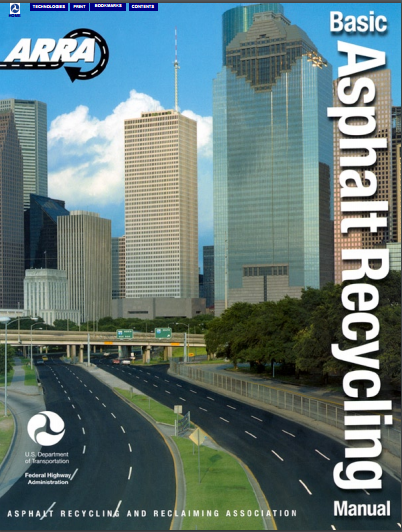 HOME
TECHNOLOGIES
PRINT
BOOKMARKS
CONTENTS
ARRA
Basic
Asphalt Recycling
Manual
U.S. Department
of Transportation
Federal Highway
Administration
ASPHALT RECYCLING AND RECLAIMING ASSOCIATION